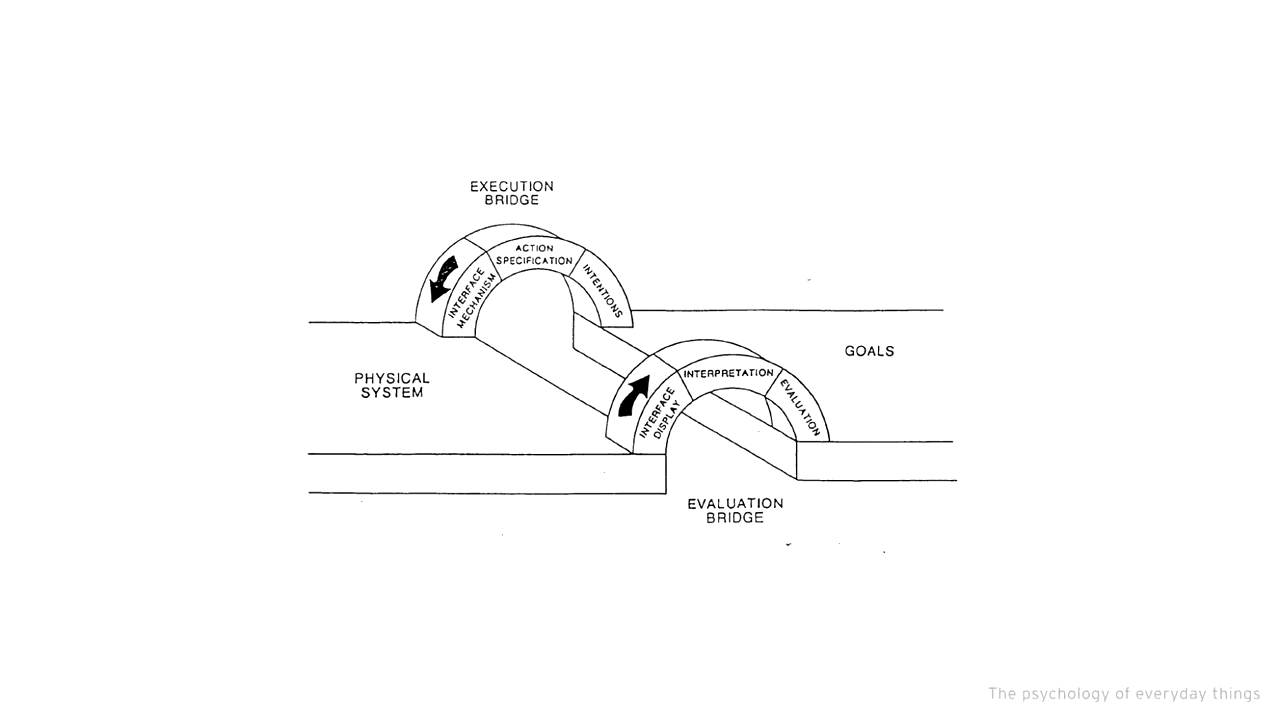 EXECUTION
BRIDGE
ACTION
SPECIFICATION
INTERFACE
MECHANISM
INTENTIONS
GOALS
PHYSICAL
SYSTEM
INTERPRETATION
INTERFACE
DISPLAY
EVALUATION
EVALUATION
BRIDGE
The psychology of everyday things